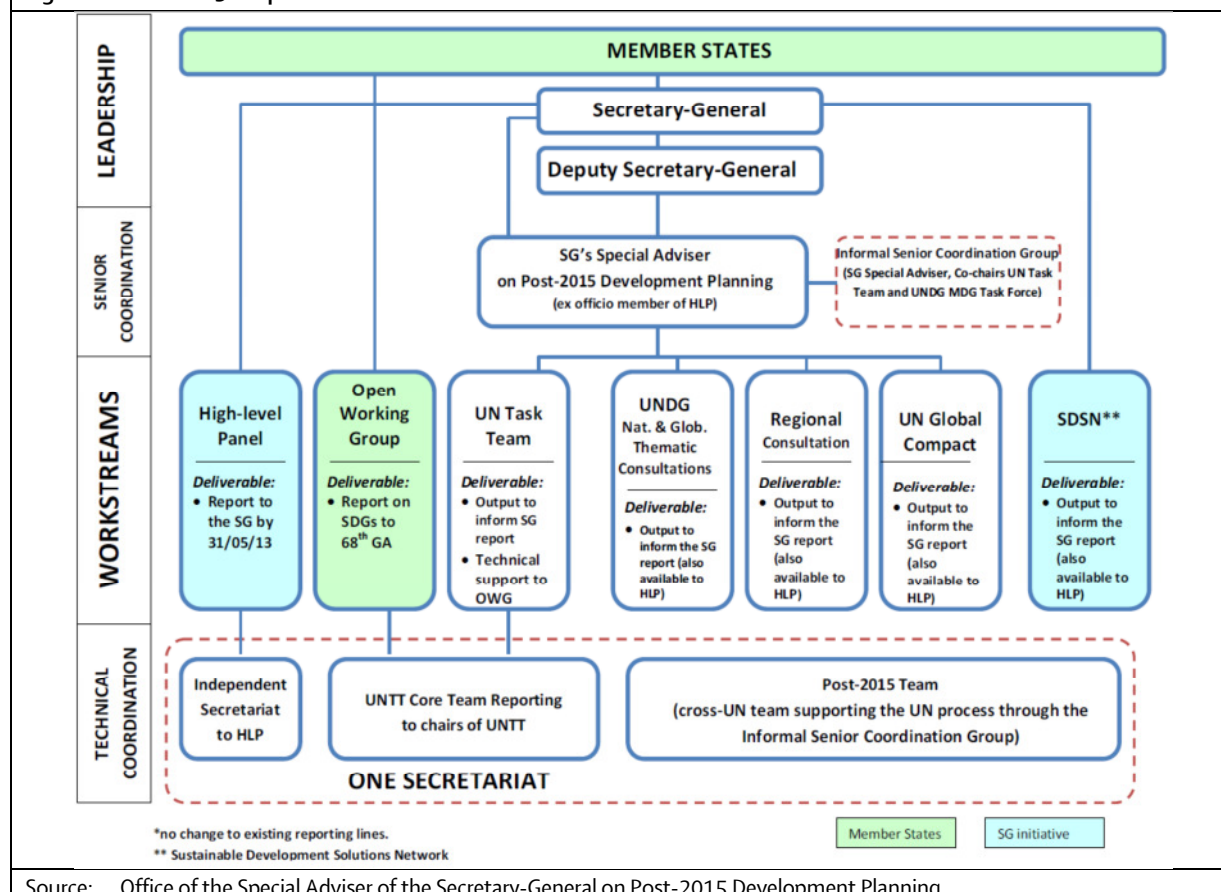 LEADERSHIP
MEMBER STATES
Secretary-General
Deputy Secretary-General
SENIOR
COORDINATION
SG's Special Adviser
on Post-2015 Development Planning
(ex officio member of HLP)
Informal Senior Coordination Group
(SG Special Adviser, Co-chairs UN Task
Team and UNDG MDG Task Force)
WORKSTREAMS
High-level
Panel
Deliverable:
• Report to
the SG by
31/05/13
Open
Working
Group
Deliverable:
• Report on
SDGs to
68th GA
UN Task
Team
Deliverable:
• Output to
inform SG
report
• Technical
support to
OWG
UNDG
Nat. & Glob.
Thematic
Consultations
Deliverable:
• Output to
inform the SG
report (also
available to
HLP)
Regional
Consultation
Deliverable:
• Output to
inform the
SG report
(also
available to
HLP)
UN Global
Compact
Deliverable:
• Output to
inform the
SG report
(also
available to
HLP)
SDSN**
Deliverable:
• Output to
inform the
SG report
(also
available to
HLP)
TECHNICAL
COORDINATION
Independent
Secretariat
to HLP
UNTT Core Team Reporting
to chairs of UNTT
Post-2015 Team
(cross-UN team supporting the UN process through the
Informal Senior Coordination Group)
ONE SECRETARIAT
*no change to existing reporting lines.
** Sustainable Development Solutions Network
Member States
SG initiative
Source: Office of the Special Adviser of the Secretary-General on Post-2015 Development Planning